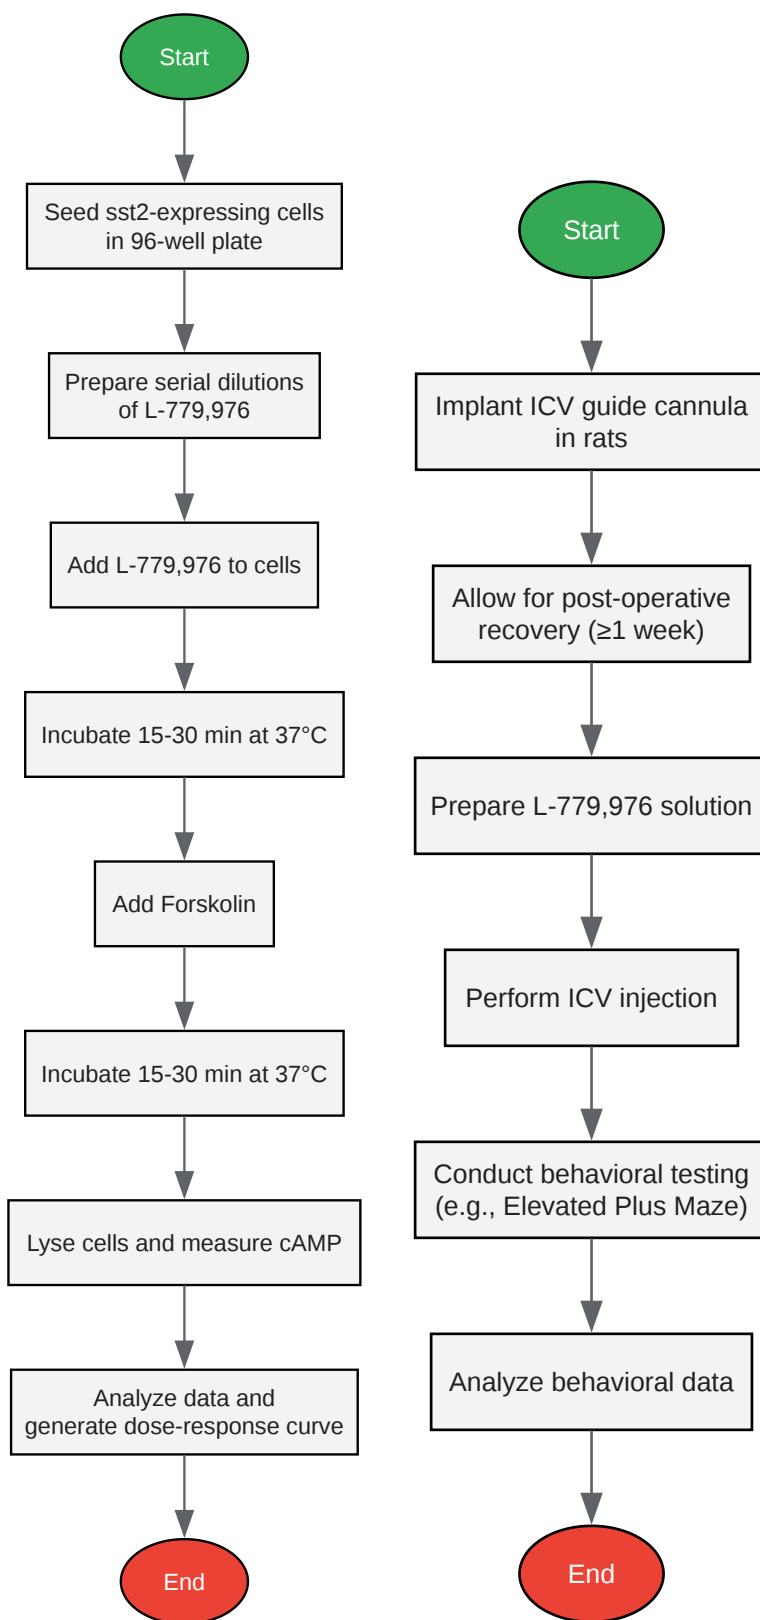 Start
Seed sst2-expressing cells
in 96-well plate
Prepare serial dilutions
of L-779,976
Add L-779,976 to cells
Incubate 15-30 min at 37°C
Add Forskolin
Incubate 15-30 min at 37°C
Lyse cells and measure cAMP
Analyze data and
generate dose-response curve
End
Start
Implant ICV guide cannula
in rats
Allow for post-operative
recovery (≥1 week)
Prepare L-779,976 solution
Perform ICV injection
Conduct behavioral testing
(e.g., Elevated Plus Maze)
Analyze behavioral data
End